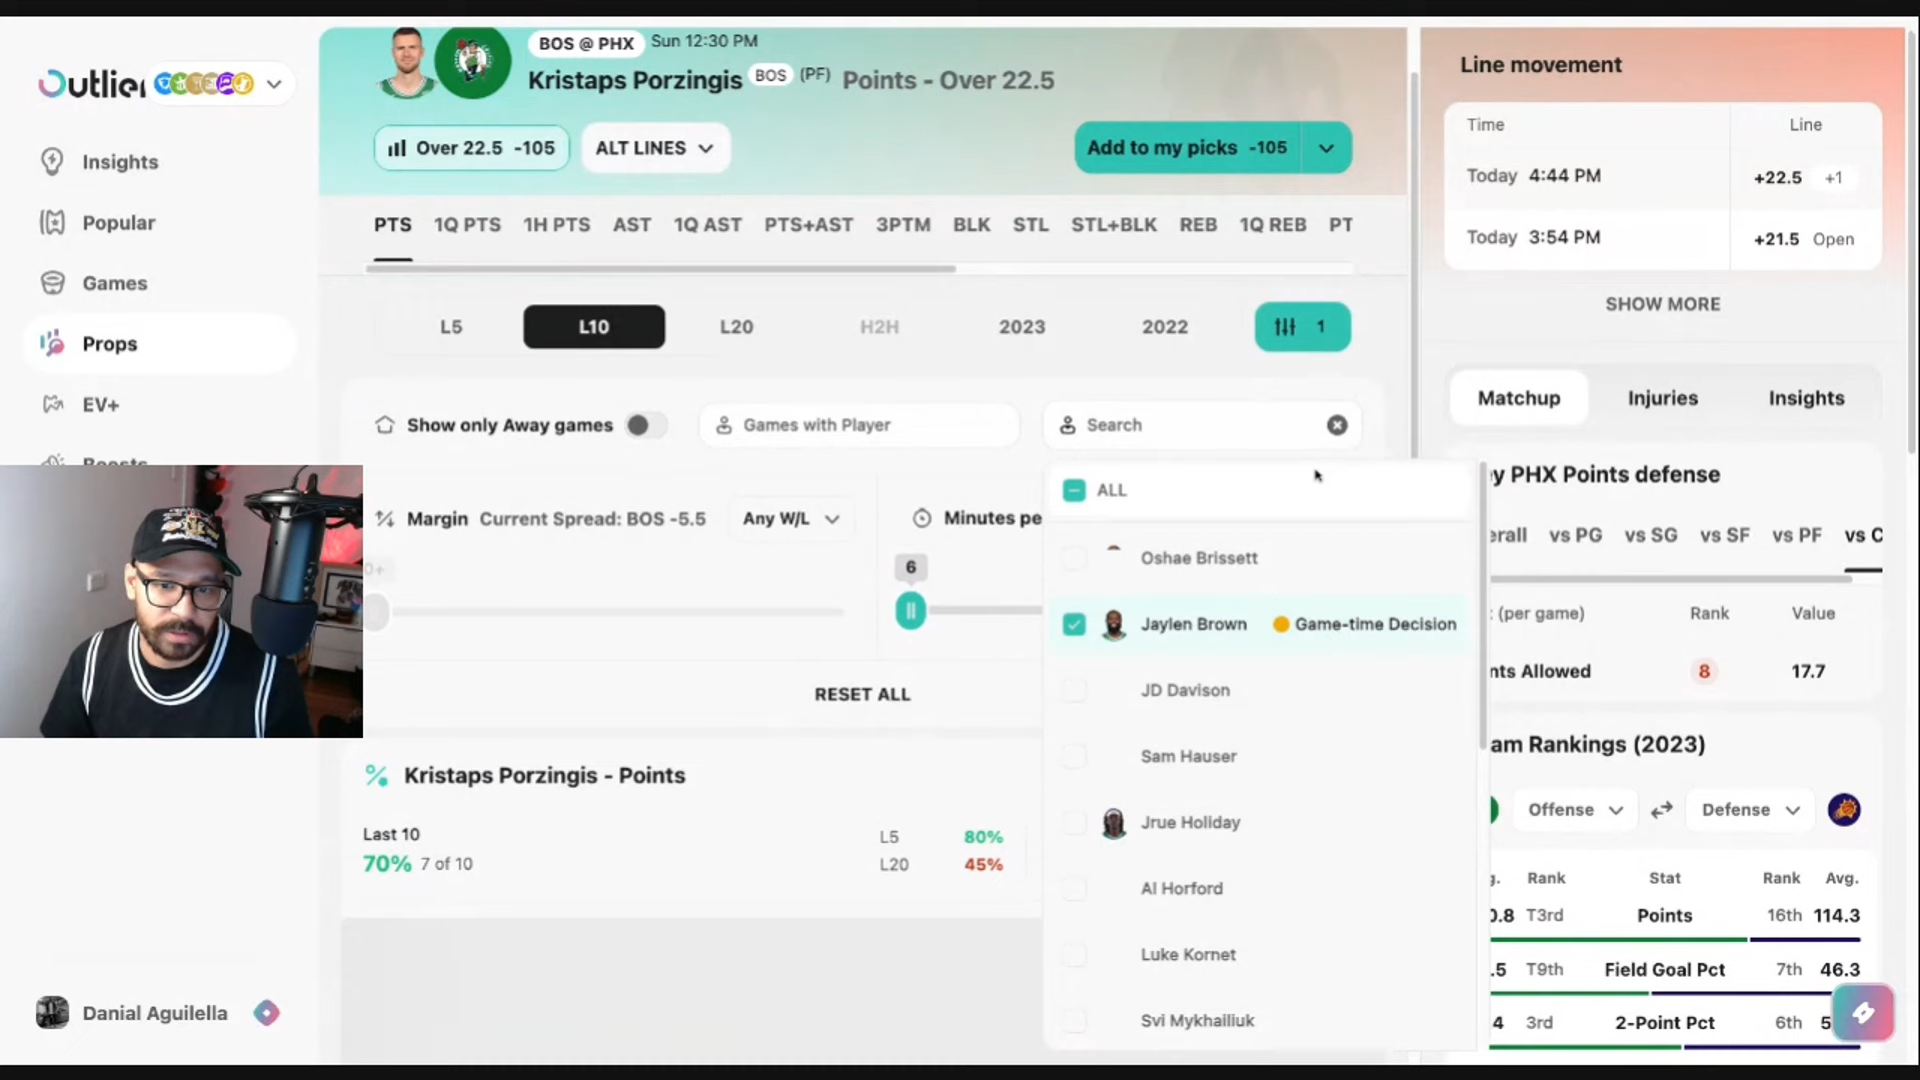 BOS @ PHX Sun 12:30 PM
Outlier
Kristaps Porzingis BOS (PF) Points - Over 22.5
Over 22.5 -105
ALT LINES
Add to my picks -105
Insights
Popular
Games
Props
EV+
Boosts
Danial Aguilella
PTS 1Q PTS 1H PTS AST 1Q AST PTS+AST 3PTM BLK STL STL+BLK REB 1Q REB PT
L5 L10 L20 H2H 2023 2022 1
Show only Away games
Games with Player
Search
Margin Current Spread: BOS -5.5 Any W/L
Minutes pe
0+
6
RESET ALL
Kristaps Porzingis - Points
Last 10
70% 7 of 10
L5 80%
L20 45%
ALL
Oshae Brissett
Jaylen Brown Game-time Decision
JD Davison
Sam Hauser
Jrue Holiday
Al Horford
Luke Kornet
Svi Mykhailiuk
Line movement
Time Line
Today 4:44 PM +22.5 +1
Today 3:54 PM +21.5 Open
SHOW MORE
Matchup Injuries Insights
y PHX Points defense
erall vs PG vs SG vs SF vs PF vs C
(per game) Rank Value
nts Allowed 8 17.7
am Rankings (2023)
Offense Defense
g. Rank Stat Rank Avg.
0.8 T3rd Points 16th 114.3
.5 T9th Field Goal Pct 7th 46.3
4 3rd 2-Point Pct 6th 5